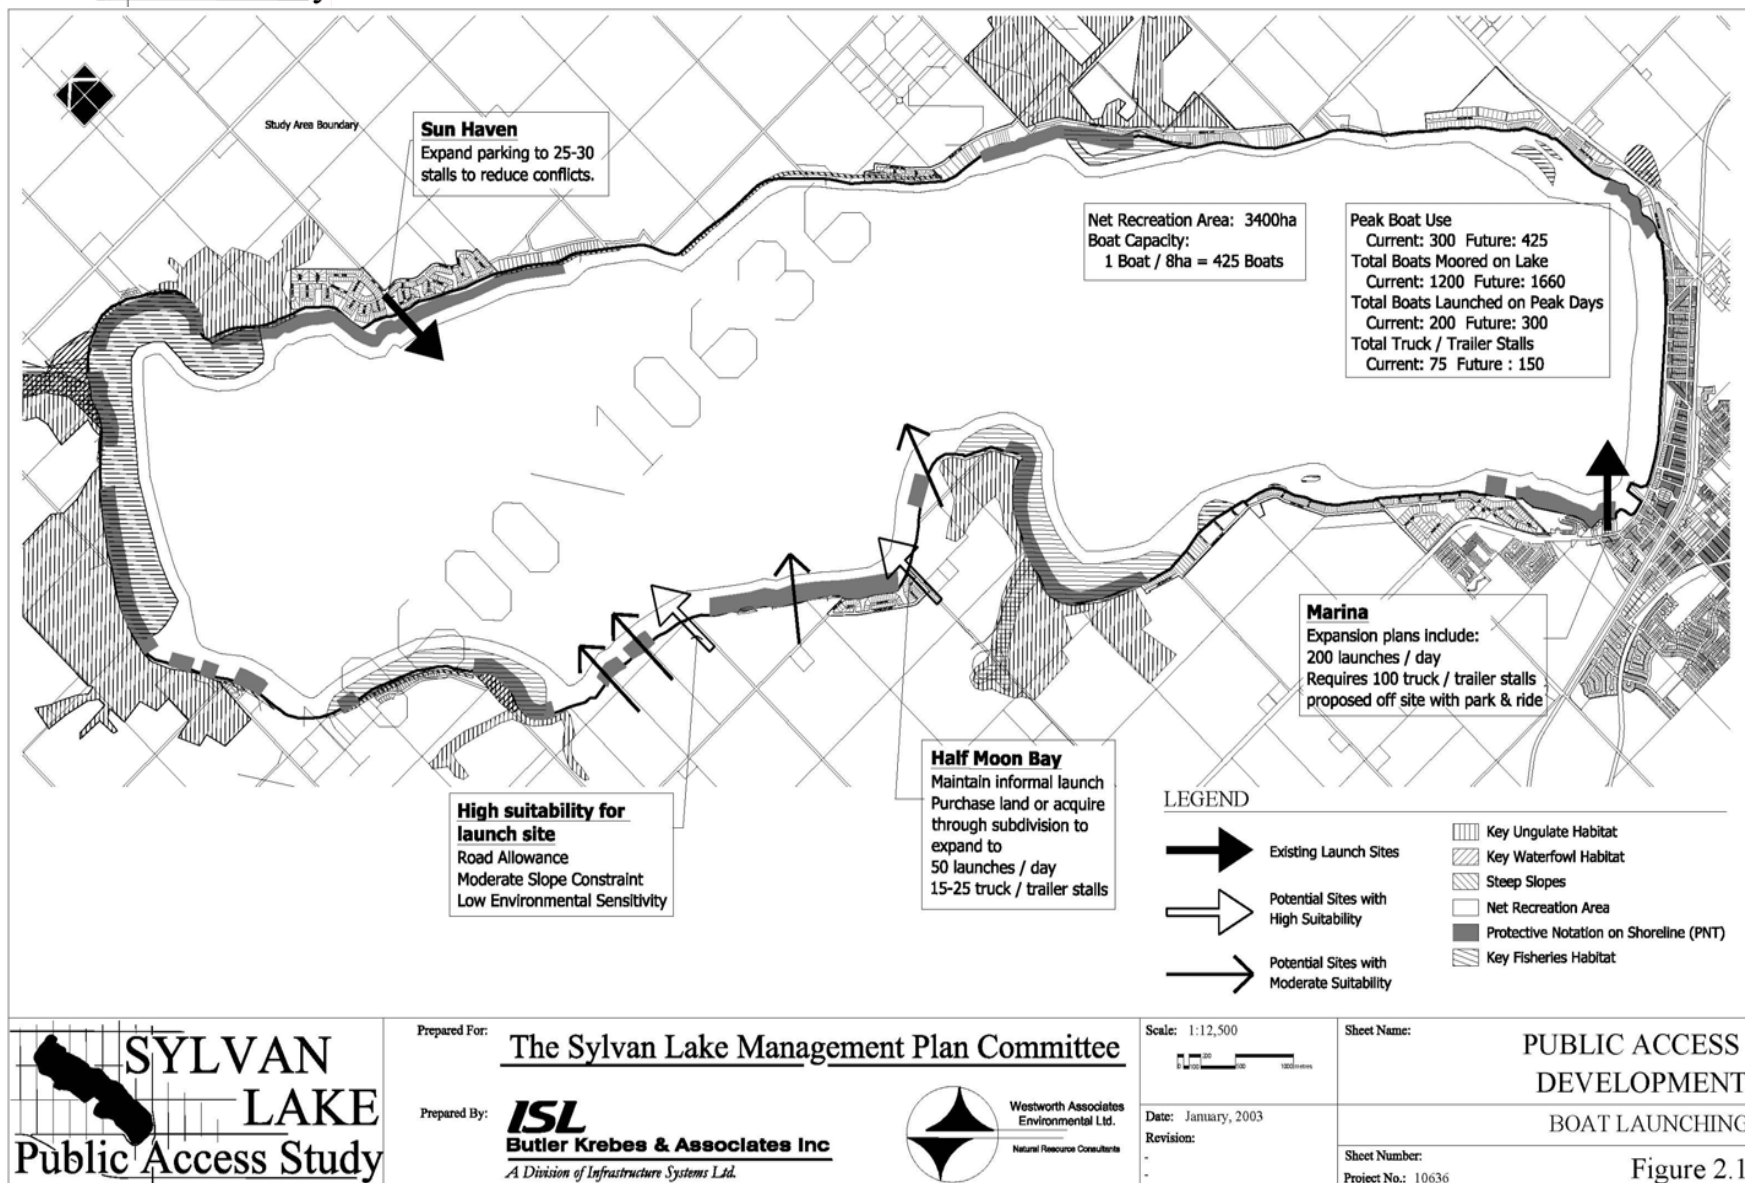 Study Area Boundary
Sun Haven
Expand parking to 25-30
stalls to reduce conflicts.
Net Recreation Area: 3400ha
Boat Capacity:
1 Boat / 8ha = 425 Boats
Peak Boat Use
Current: 300 Future: 425
Total Boats Moored on Lake
Current: 1200 Future: 1660
Total Boats Launched on Peak Days
Current: 200 Future: 300
Total Truck / Trailer Stalls
Current: 75 Future : 150
Marina
Expansion plans include:
200 launches / day
Requires 100 truck / trailer stalls
proposed off site with park & ride
Half Moon Bay
Maintain informal launch
Purchase land or acquire
through subdivision to
expand to
50 launches / day
15-25 truck / trailer stalls
High suitability for
launch site
Road Allowance
Moderate Slope Constraint
Low Environmental Sensitivity
LEGEND
Existing Launch Sites
Potential Sites with
High Suitability
Potential Sites with
Moderate Suitability
Key Ungulate Habitat
Key Waterfowl Habitat
Steep Slopes
Net Recreation Area
Protective Notation on Shoreline (PNT)
Key Fisheries Habitat
SYLVAN
LAKE
Public Access Study
Prepared For:
The Sylvan Lake Management Plan Committee
Prepared By:
ISL
Butler Krebes & Associates Inc
A Division of Infrastructure Systems Ltd.
Westworth Associates
Environmental Ltd.
Natural Resource Consultants
Scale: 1:12,500
Date: January, 2003
Revision:
-
-
Sheet Name:
PUBLIC ACCESS
DEVELOPMENT
BOAT LAUNCHING
Sheet Number:
Figure 2.1
Project No.: 10636